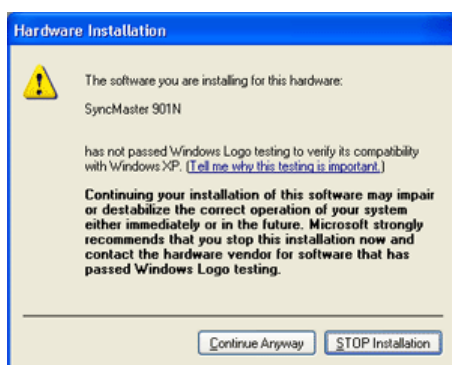 Hardware Installation
The software you are installing for this hardware:
SyncMaster 901N
has not passed Windows Logo testing to verify its compatibility
with Windows XP. (Tell me why this testing is important.)
Continuing your installation of this software may impair
or destabilize the correct operation of your system
either immediately or in the future. Microsoft strongly
recommends that you stop this installation now and
contact the hardware vendor for software that has
passed Windows Logo testing.
Continue Anyway
STOP Installation